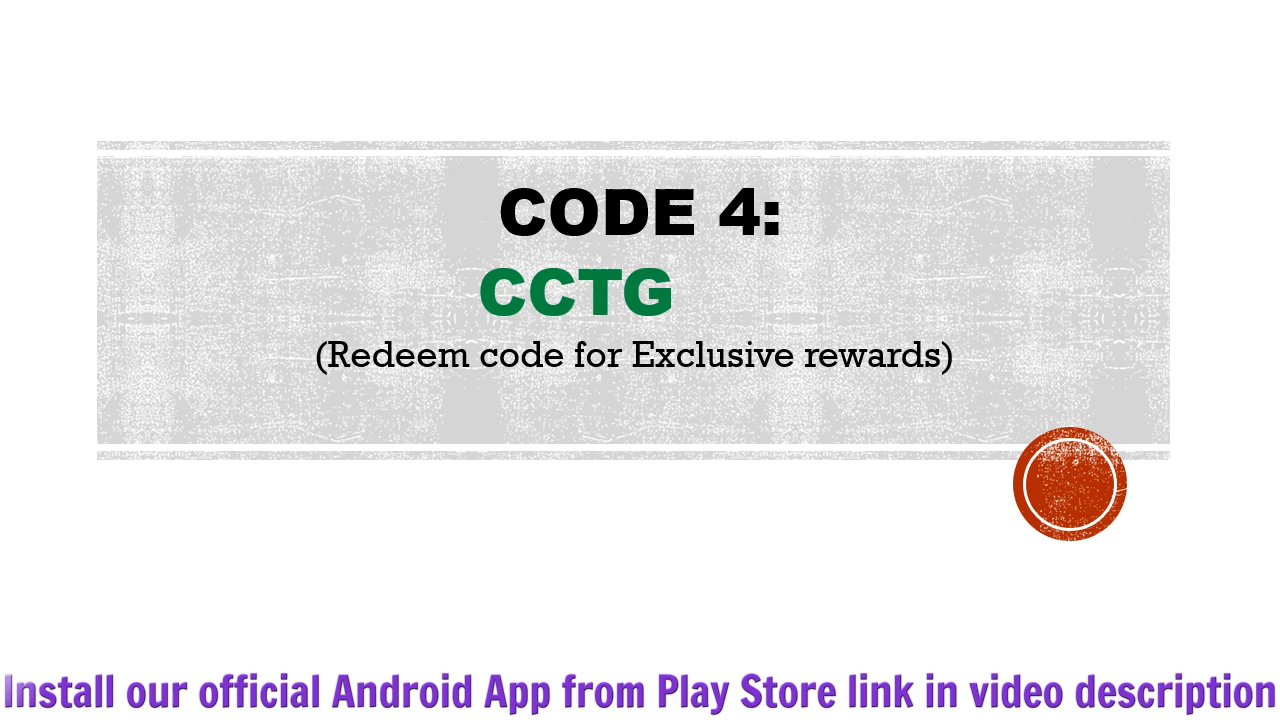 CODE 4:
CCTG
(Redeem code for Exclusive rewards)
Install our official Android App from Play Store link in video description